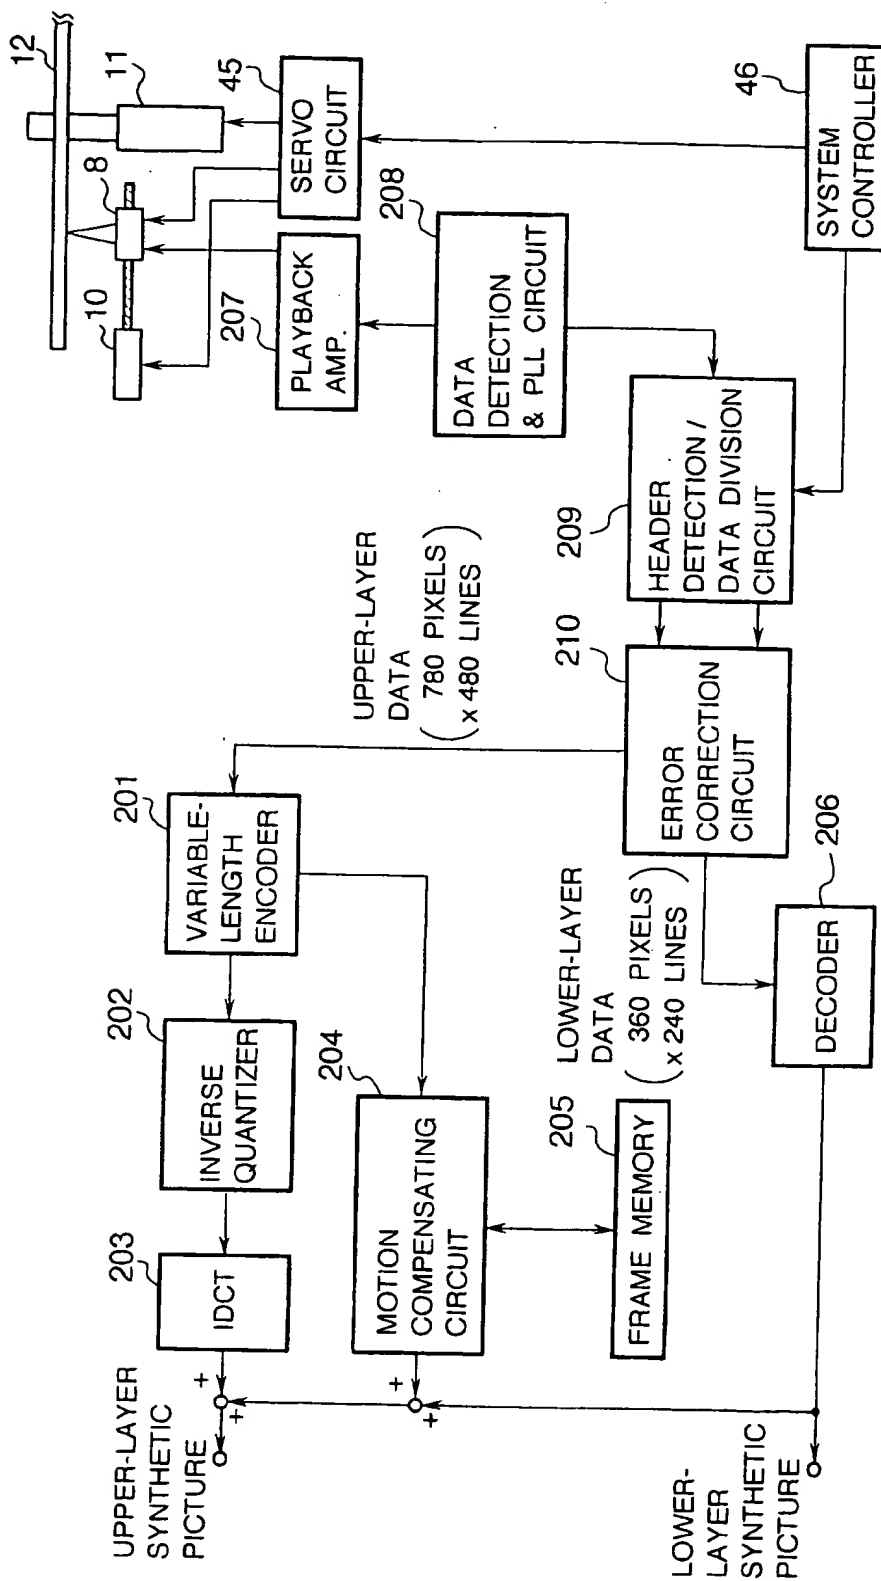 12
11
8
10
45
SERVO
CIRCUIT
46
SYSTEM
CONTROLLER
207
PLAYBACK
AMP.
208
DATA
DETECTION
& PLL CIRCUIT
209
HEADER
DETECTION/
DATA DIVISION
CIRCUIT
210
ERROR
CORRECTION
CIRCUIT
UPPER-LAYER
DATA
( 780 PIXELS )
x 480 LINES
201
VARIABLE-
LENGTH
ENCODER
LOWER-LAYER
DATA
( 360 PIXELS )
x 240 LINES
206
DECODER
202
INVERSE
QUANTIZER
204
MOTION
COMPENSATING
CIRCUIT
205
FRAME MEMORY
203
IDCT
+
+
+
+
UPPER-LAYER
SYNTHETIC
PICTURE
LOWER-
LAYER
SYNTHETIC
PICTURE